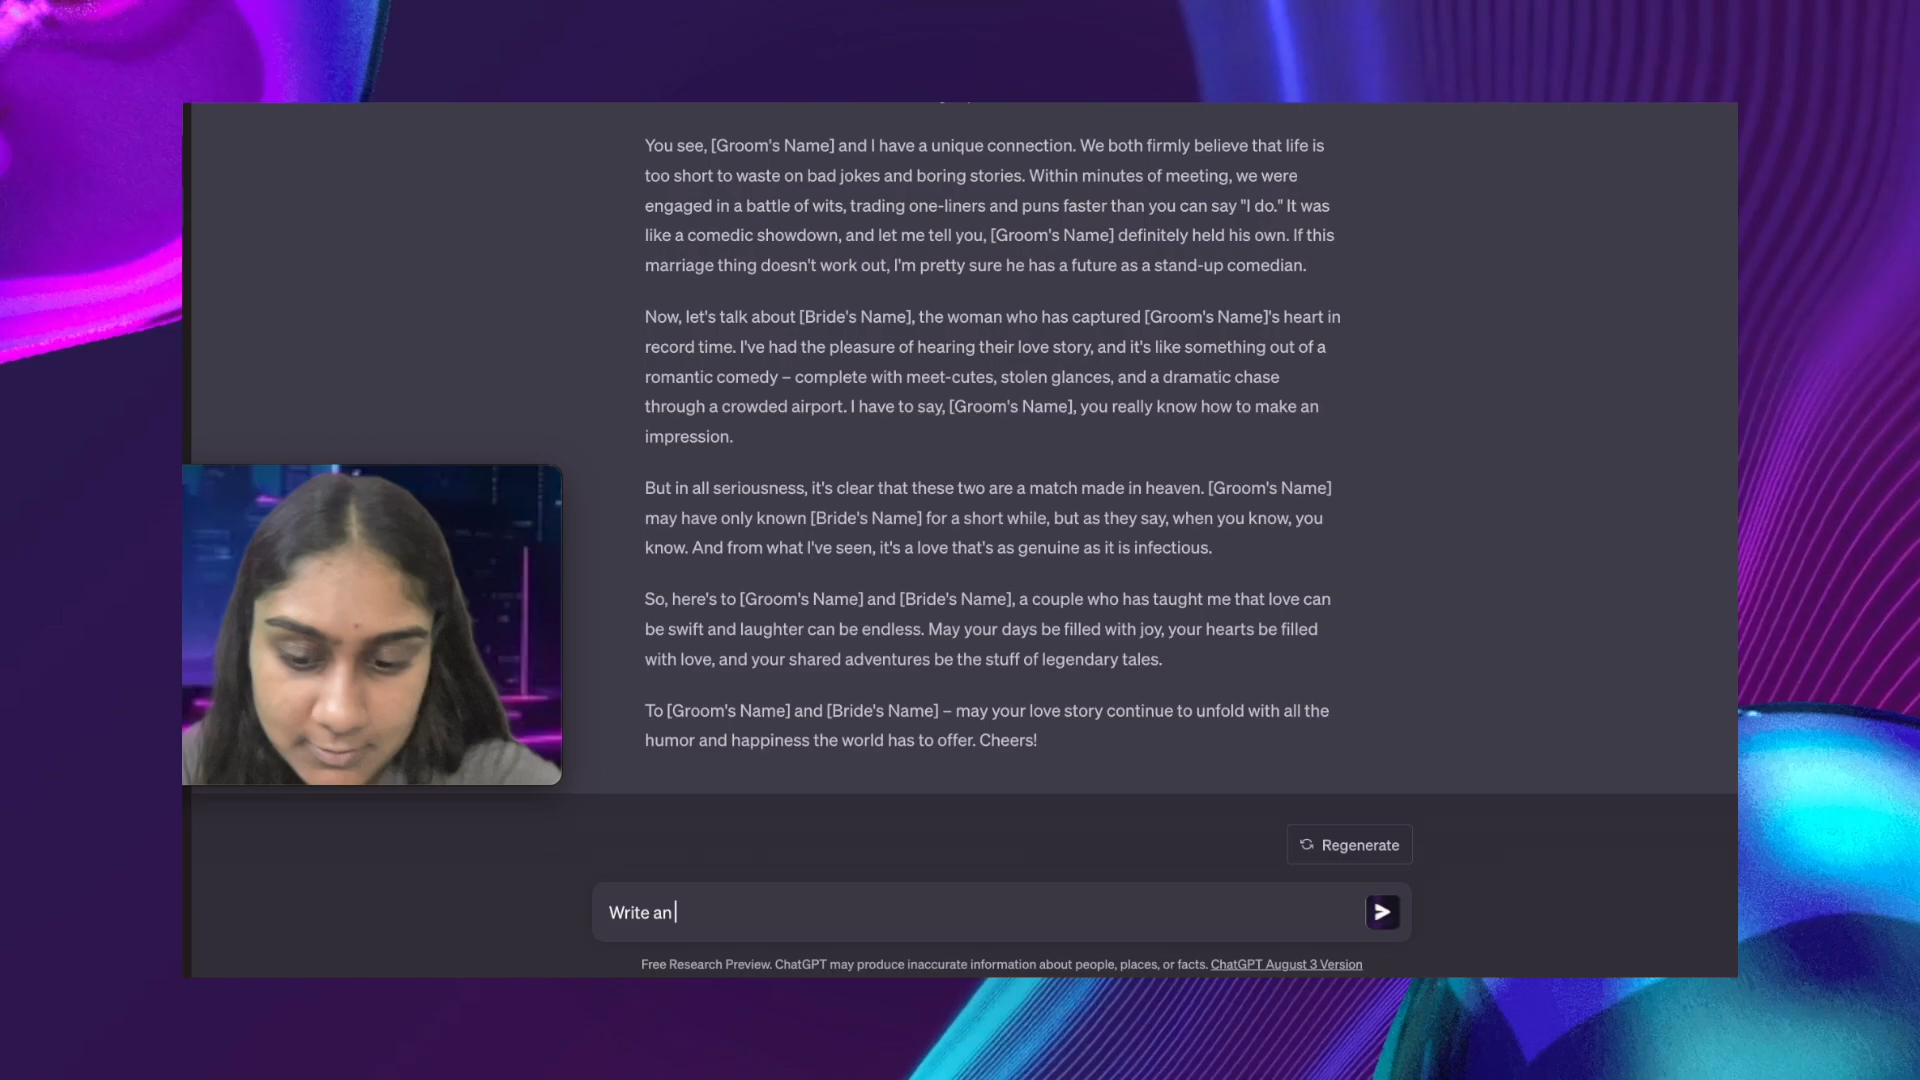 You see, [Groom's Name] and I have a unique connection. We both firmly believe that life is
too short to waste on bad jokes and boring stories. Within minutes of meeting, we were
engaged in a battle of wits, trading one-liners and puns faster than you can say "I do." It was
like a comedic showdown, and let me tell you, [Groom's Name] definitely held his own. If this
marriage thing doesn't work out, I'm pretty sure he has a future as a stand-up comedian.
Now, let's talk about [Bride's Name], the woman who has captured [Groom's Name]'s heart in
record time. I've had the pleasure of hearing their love story, and it's like something out of a
romantic comedy – complete with meet-cutes, stolen glances, and a dramatic chase
through a crowded airport. I have to say, [Groom's Name], you really know how to make an
impression.
But in all seriousness, it's clear that these two are a match made in heaven. [Groom's Name]
may have only known [Bride's Name] for a short while, but as they say, when you know, you
know. And from what I've seen, it's a love that's as genuine as it is infectious.
So, here's to [Groom's Name] and [Bride's Name], a couple who has taught me that love can
be swift and laughter can be endless. May your days be filled with joy, your hearts be filled
with love, and your shared adventures be the stuff of legendary tales.
To [Groom's Name] and [Bride's Name] – may your love story continue to unfold with all the
humor and happiness the world has to offer. Cheers!
Regenerate
Write an
Free Research Preview. ChatGPT may produce inaccurate information about people, places, or facts. ChatGPT August 3 Version